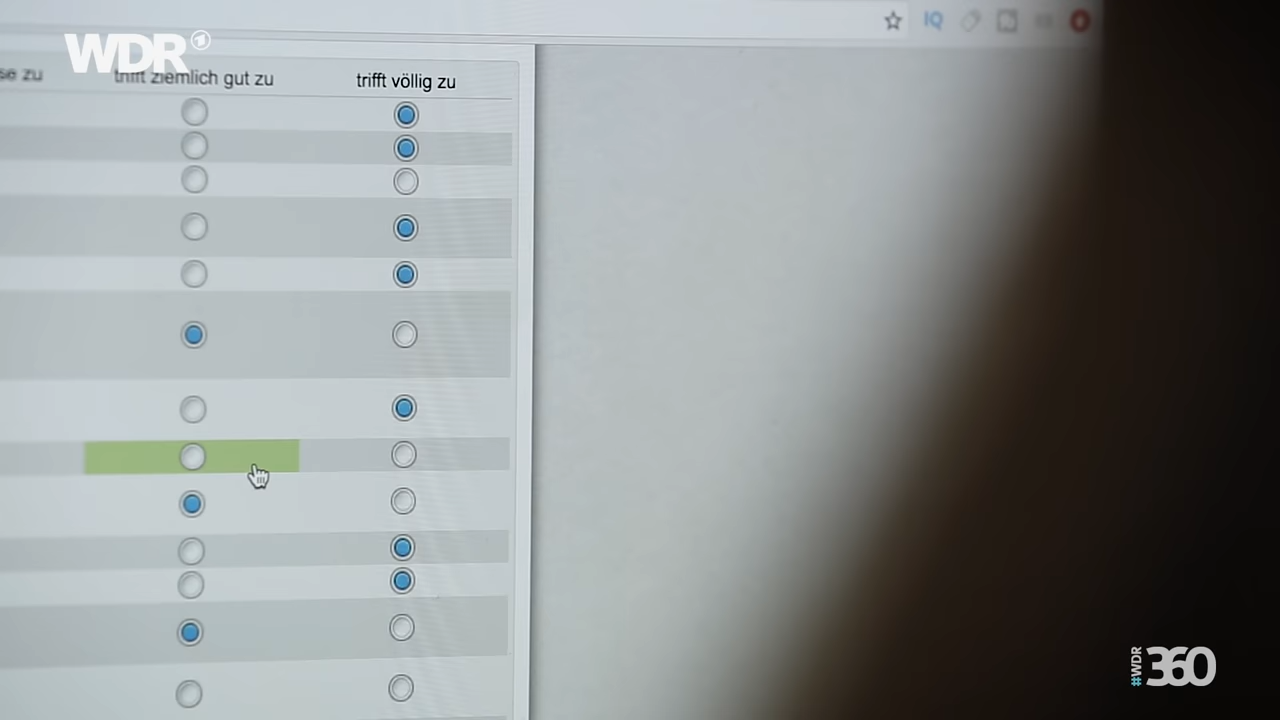 WDR
se zu
trifft ziemlich gut zu
trifft völlig zu
IQ
#WDR
360